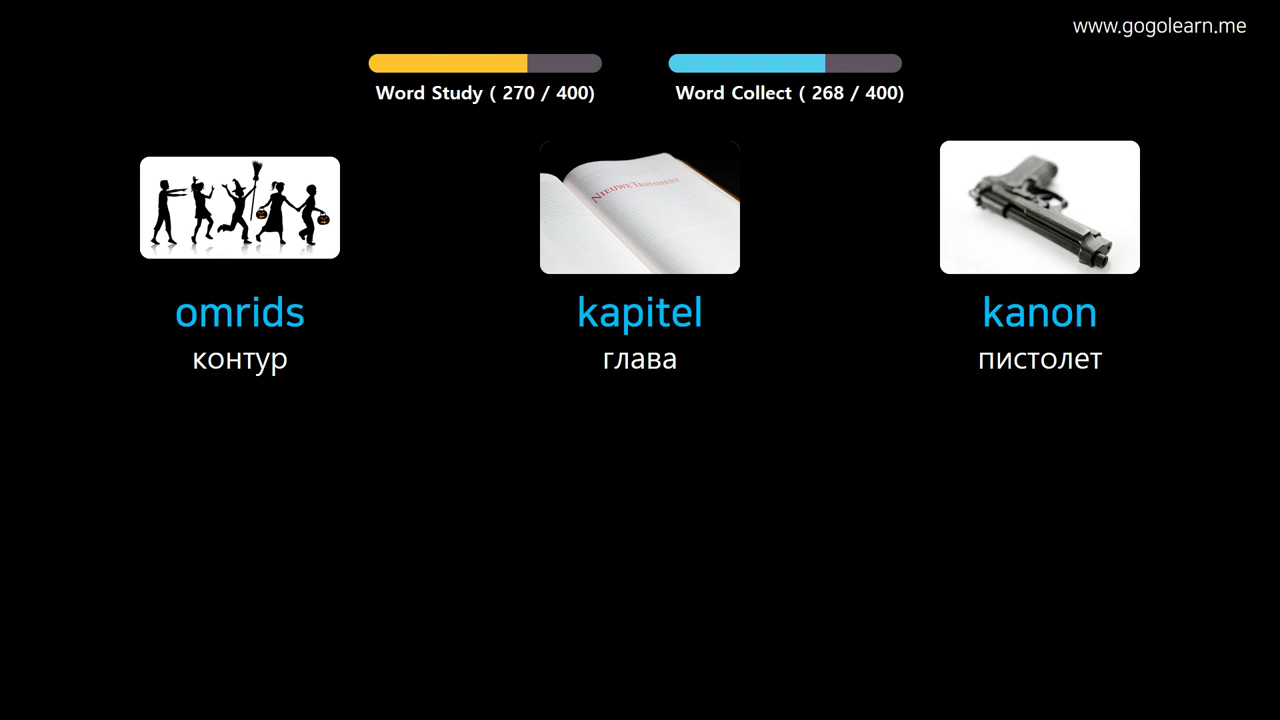 www.gogolearn.me
Word Study ( 270 / 400)
Word Collect ( 268 / 400)
NIEUWE TESTAMENT
omrids
kapitel
kanon
контур
глава
пистолет